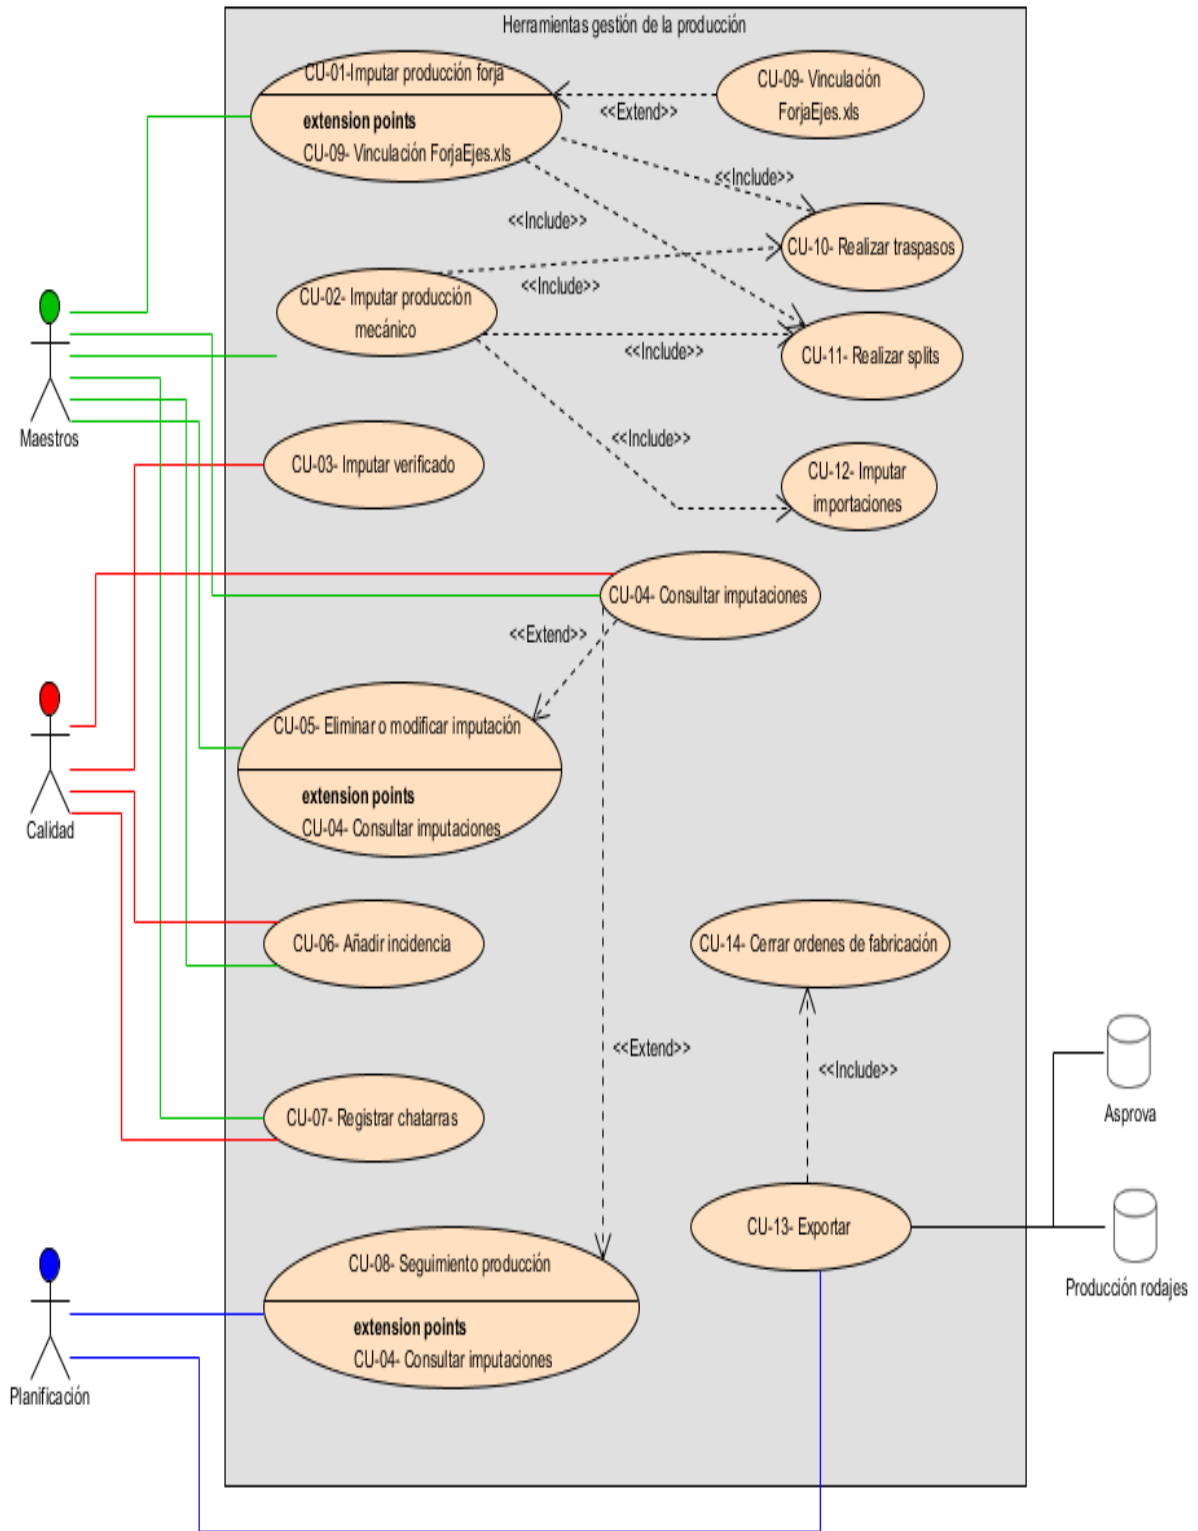 Herramientas gestión de la producción
CU-01-Imputar producción forja
extension points
CU-09- Vinculación ForjaEjes.xls
<<Extend>>
CU-09- Vinculación
ForjaEjes.xls
<<Include>>
<<Include>>
CU-10- Realizar traspasos
CU-02- Imputar producción
mecánico
<<Include>>
<<Include>>
CU-11- Realizar splits
Maestros
<<Include>>
CU-03- Imputar verificado
CU-12- Imputar
importaciones
CU-04- Consultar imputaciones
<<Extend>>
CU-05- Eliminar o modificar imputación
extension points
CU-04- Consultar imputaciones
Calidad
CU-06- Añadir incidencia
CU-14- Cerrar ordenes de fabricación
<<Extend>>
<<Include>>
CU-07- Registrar chatarras
Asprova
CU-13- Exportar
Producción rodajes
CU-08- Seguimiento producción
extension points
CU-04- Consultar imputaciones
Planificación